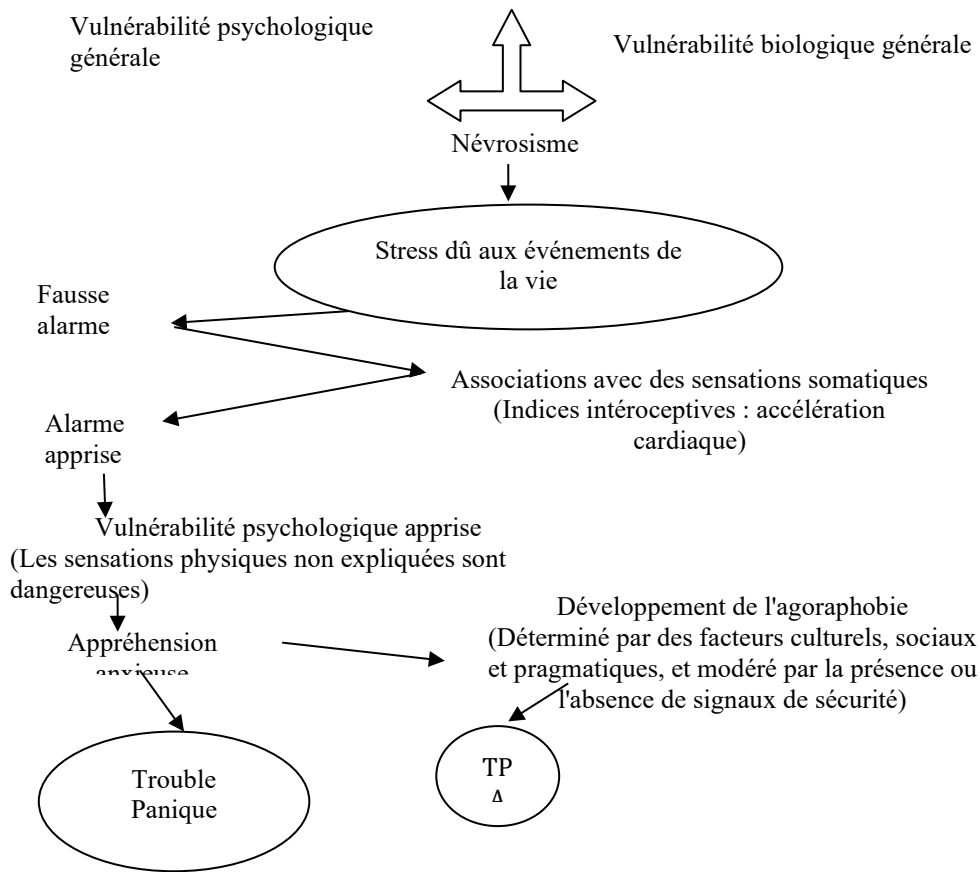 Vulnérabilité psychologique
générale
Vulnérabilité biologique générale
Névrosisme
Stress dû aux événements de
la vie
Fausse
alarme
Associations avec des sensations somatiques
(Indices intéroceptives : accélération
cardiaque)
Alarme
apprise
Vulnérabilité psychologique apprise
(Les sensations physiques non expliquées sont
dangereuses)
Appréhension
anxieuse
Développement de l'agoraphobie
(Déterminé par des facteurs culturels, sociaux
et pragmatiques, et modéré par la présence ou
l'absence de signaux de sécurité)
Trouble
Panique
TP